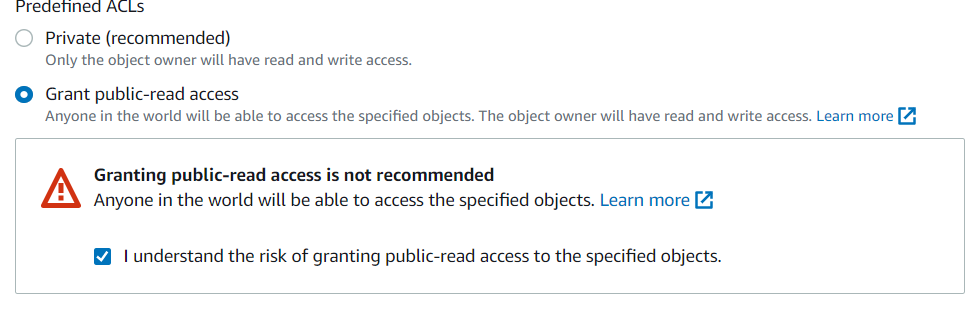 Predefined ACLs
Private (recommended)
Only the object owner will have read and write access.
Grant public-read access
Anyone in the world will be able to access the specified objects. The object owner will have read and write access. Learn more
Granting public-read access is not recommended
Anyone in the world will be able to access the specified objects. Learn more
I understand the risk of granting public-read access to the specified objects.